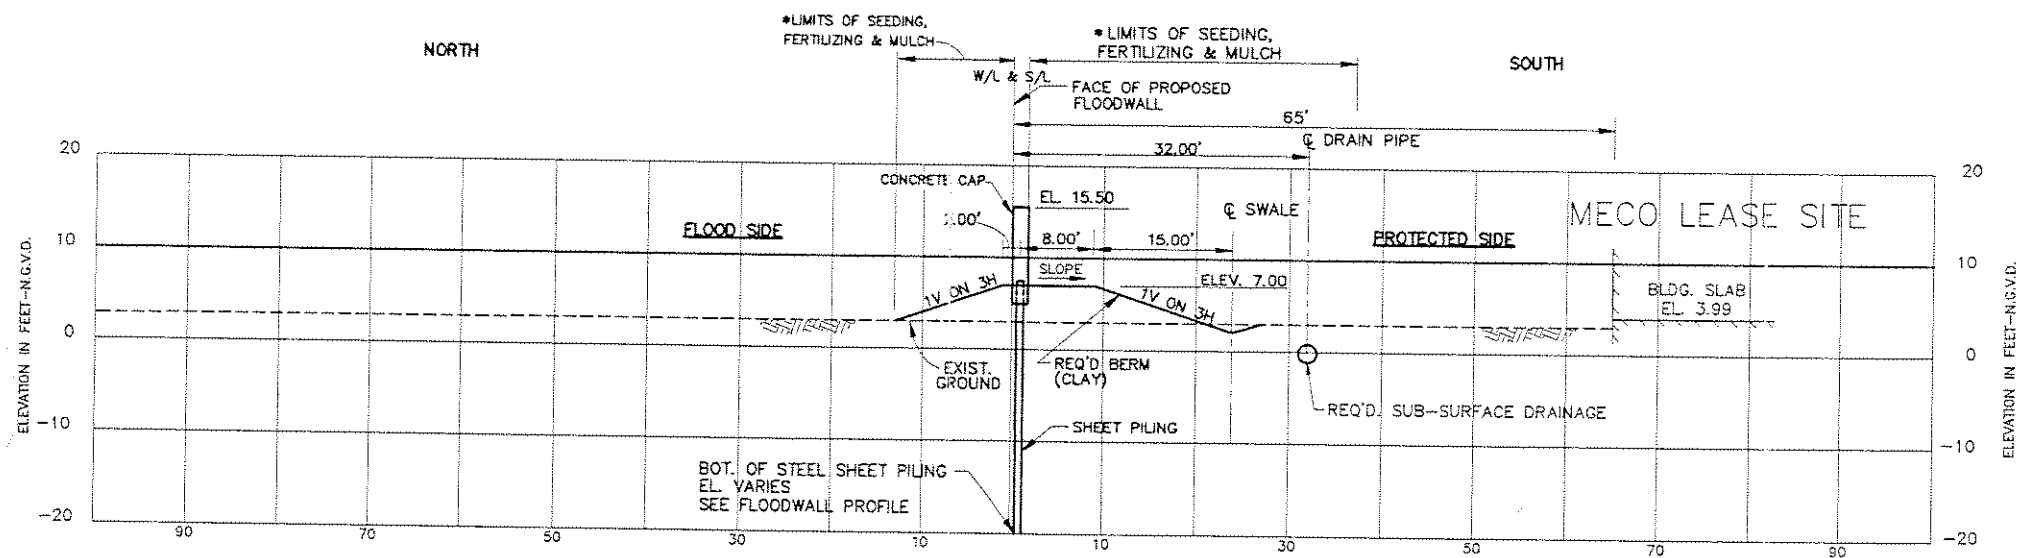 *LIMITS OF SEEDING,
FERTILIZING & MULCH
NORTH
*LIMITS OF SEEDING,
FERTILIZING & MULCH
SOUTH
W/L & S/L
FACE OF PROPOSED
FLOODWALL
65'
℄ DRAIN PIPE
32.00'
20
20
CONCRETE CAP
EL. 15.50
℄ SWALE
MECO LEASE SITE
FLOOD SIDE
8.00'
15.00'
PROTECTED SIDE
10
10
SLOPE
1V ON 3H
ELEV. 7.00
1V ON 3H
BLDG. SLAB
EL. 3.99
0
0
EXIST.
GROUND
REQ'D BERM
(CLAY)
REQ'D. SUB-SURFACE DRAINAGE
-10
-10
SHEET PILING
BOT. OF STEEL SHEET PILING
EL. VARIES
SEE FLOODWALL PROFILE
-20
-20
90
70
50
30
10
10
30
50
70
90
ELEVATION IN FEET-N.G.V.D.
ELEVATION IN FEET-N.G.V.D.